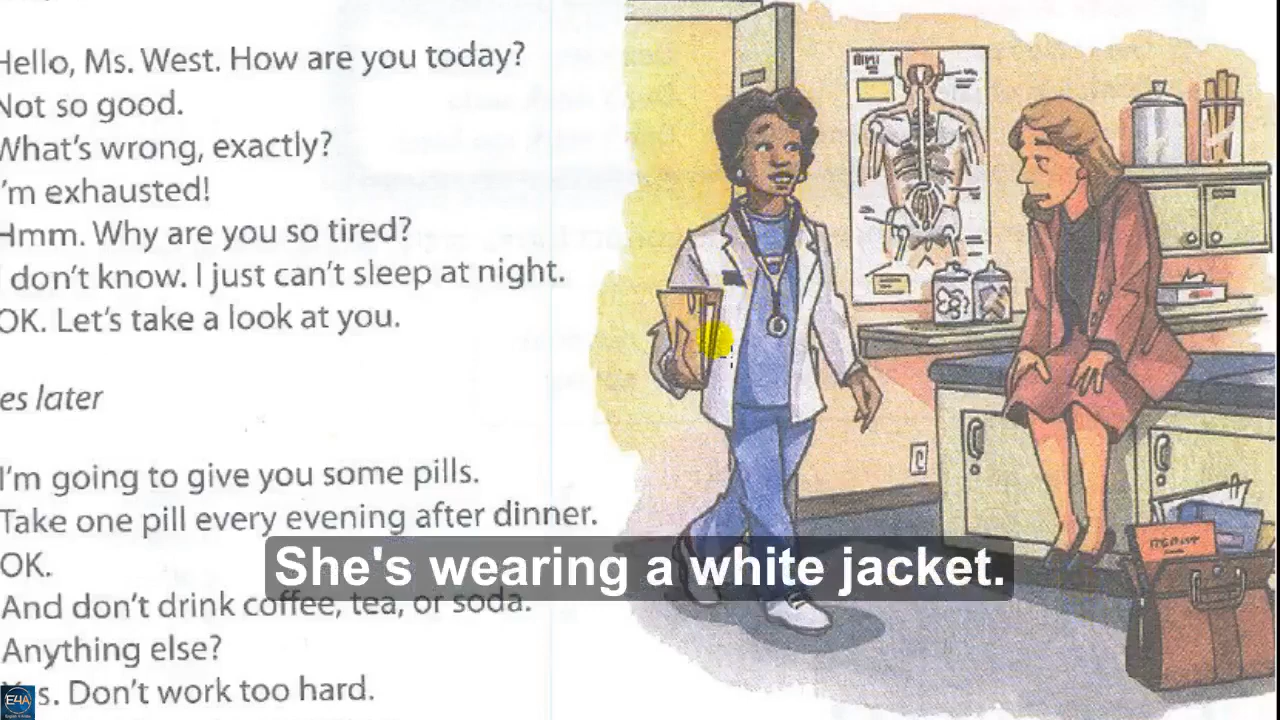 Hello, Ms. West. How are you today?
Not so good.
What's wrong, exactly?
'm exhausted!
Hmm. Why are you so tired?
I don't know. I just can't sleep at night.
OK. Let's take a look at you.
es later
I'm going to give you some pills.
Take one pill every evening after dinner.
OK.
And don't drink coffee, tea, or soda.
Anything else?
Yes. Don't work too hard.
She's wearing a white jacket.
E4A